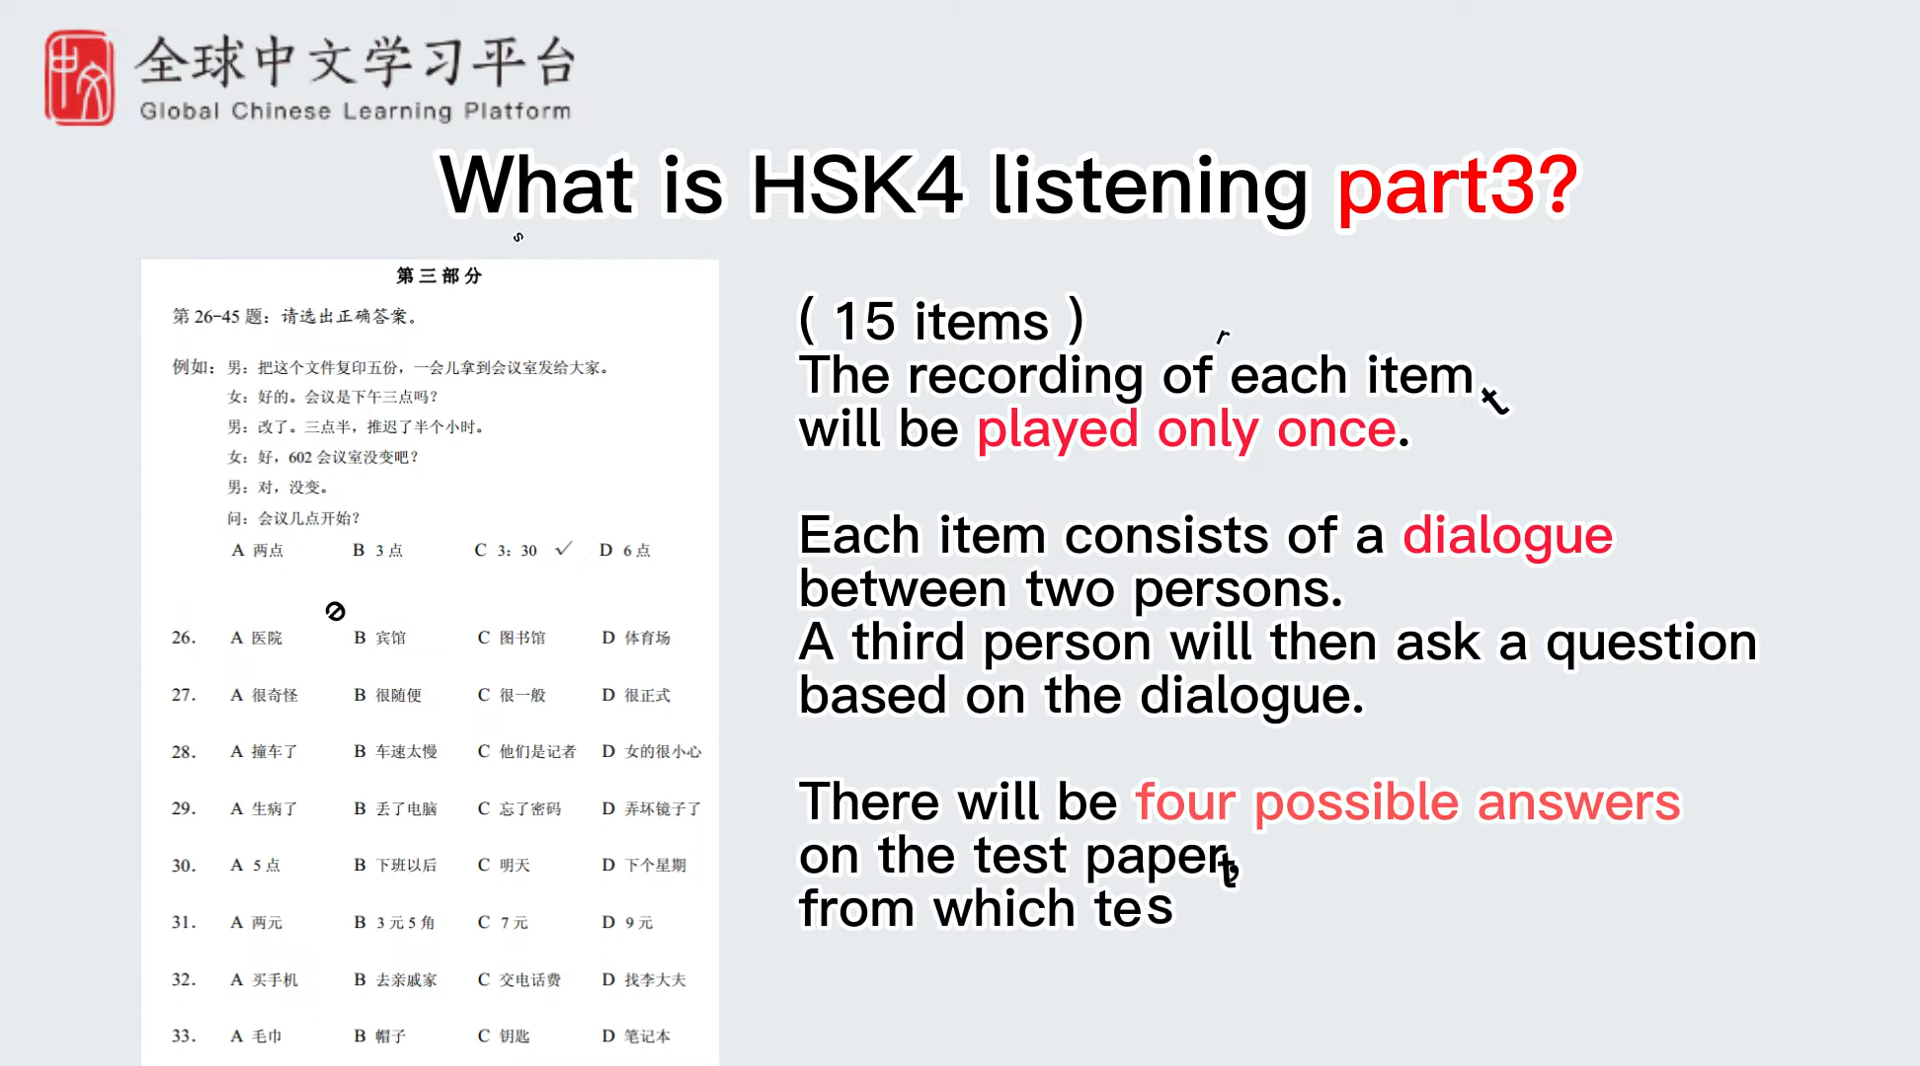 全球中文学习平台
Global Chinese Learning Platform
What is HSK4 listening part3?
第三部分
第 26-45 题：请选出正确答案。
例如：男：把这个文件复印五份，一会儿拿到会议室发给大家。
女：好的。会议是下午三点吗？
男：改了。三点半，推迟了半个小时。
女：好，602 会议室没变吧？
男：对，没变。
问：会议几点开始？
A 两点 B 3 点 C 3：30 ✓ D 6 点
26. A 医院 B 宾馆 C 图书馆 D 体育场
27. A 很奇怪 B 很随便 C 很一般 D 很正式
28. A 撞车了 B 车速太慢 C 他们是记者 D 女的很小心
29. A 生病了 B 丢了电脑 C 忘了密码 D 弄坏镜子了
30. A 5 点 B 下班以后 C 明天 D 下个星期
31. A 两元 B 3 元 5 角 C 7 元 D 9 元
32. A 买手机 B 去亲戚家 C 交电话费 D 找李大夫
33. A 毛巾 B 帽子 C 钥匙 D 笔记本
( 15 items )
The recording of each item
will be played only once.
Each item consists of a dialogue
between two persons.
A third person will then ask a question
based on the dialogue.
There will be four possible answers
on the test paper,
from which tes